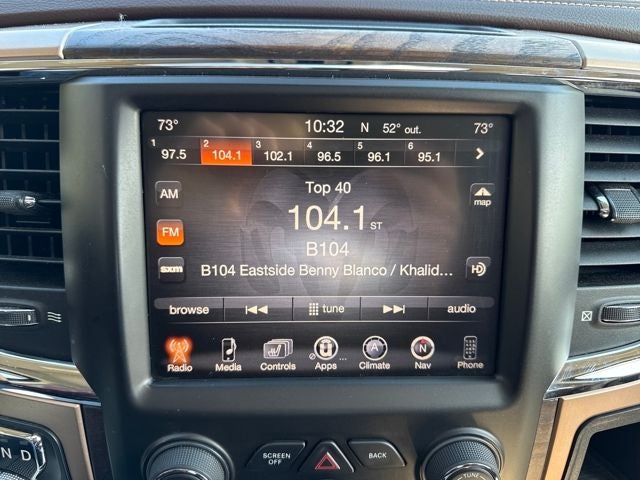 73° 10:32 N 52° out. 73°
1 97.5 2 104.1 3 102.1 4 96.5 5 96.1 6 95.1
AM Top 40 map
104.1 ST
FM B104
sxm B104 Eastside Benny Blanco / Khalid... HD
browse tune audio
Radio Media Controls Apps Climate A Nav N Phone
SCREEN OFF BACK
N D
TUNE